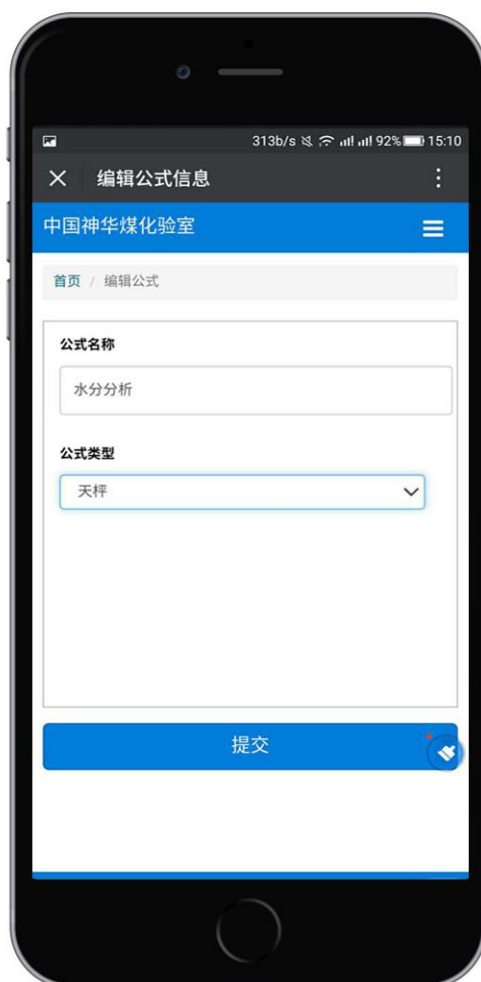 313b/s 92% 15:10
编辑公式信息
中国神华煤化验室
首页 / 编辑公式
公式名称
水分分析
公式类型
天枰
提交